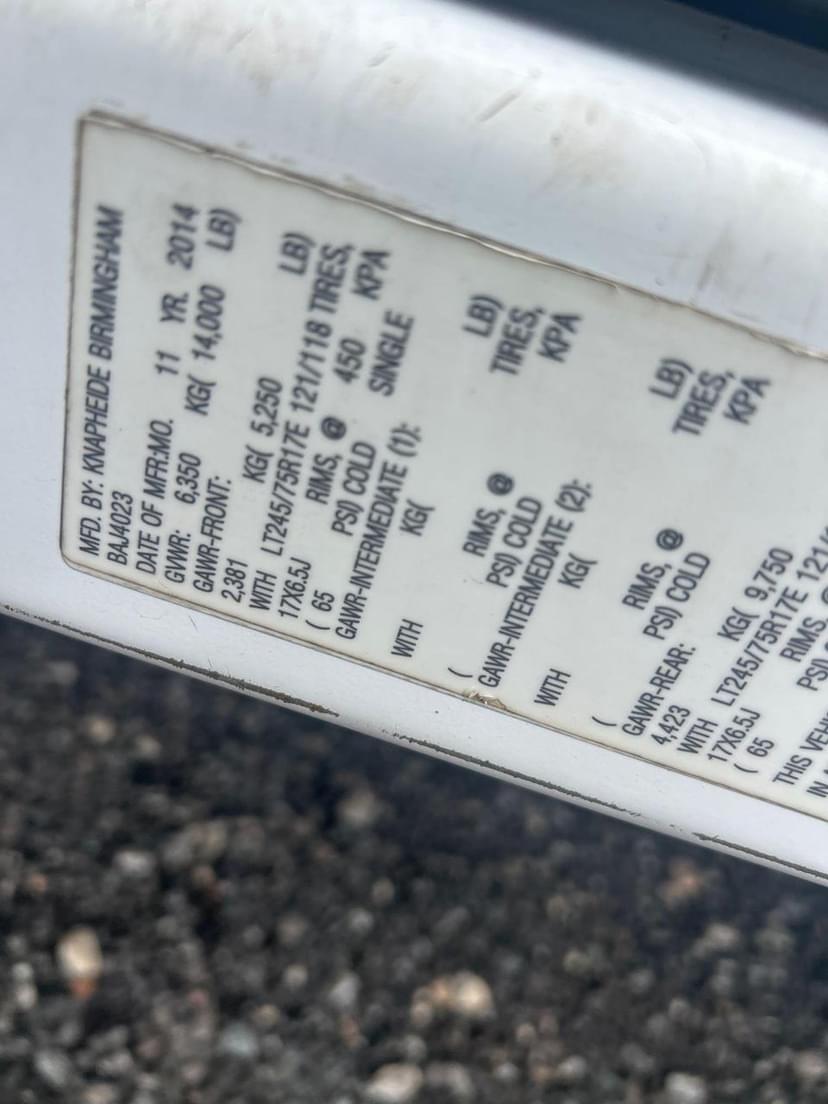 MFD. BY: KNAPHEIDE BIRMINGHAM
BAJ4023
DATE OF MFR:MO. 11 YR. 2014
GVWR: 6,350 KG( 14,000 LB)
GAWR-FRONT:
2,381 KG( 5,250 LB)
WITH LT245/75R17E 121/118 TIRES,
17X6.5J RIMS, @ 450 KPA
( 65 PSI) COLD SINGLE
GAWR-INTERMEDIATE (1):
KG( LB)
WITH TIRES,
RIMS, @ KPA
( PSI) COLD
GAWR-INTERMEDIATE (2):
KG( LB)
WITH TIRES,
RIMS, @ KPA
( PSI) COLD
GAWR-REAR:
4,423 KG( 9,750
WITH LT245/75R17E 121/
17X6.5J RIMS, @
( 65 PSI)
THIS VEHI
IN